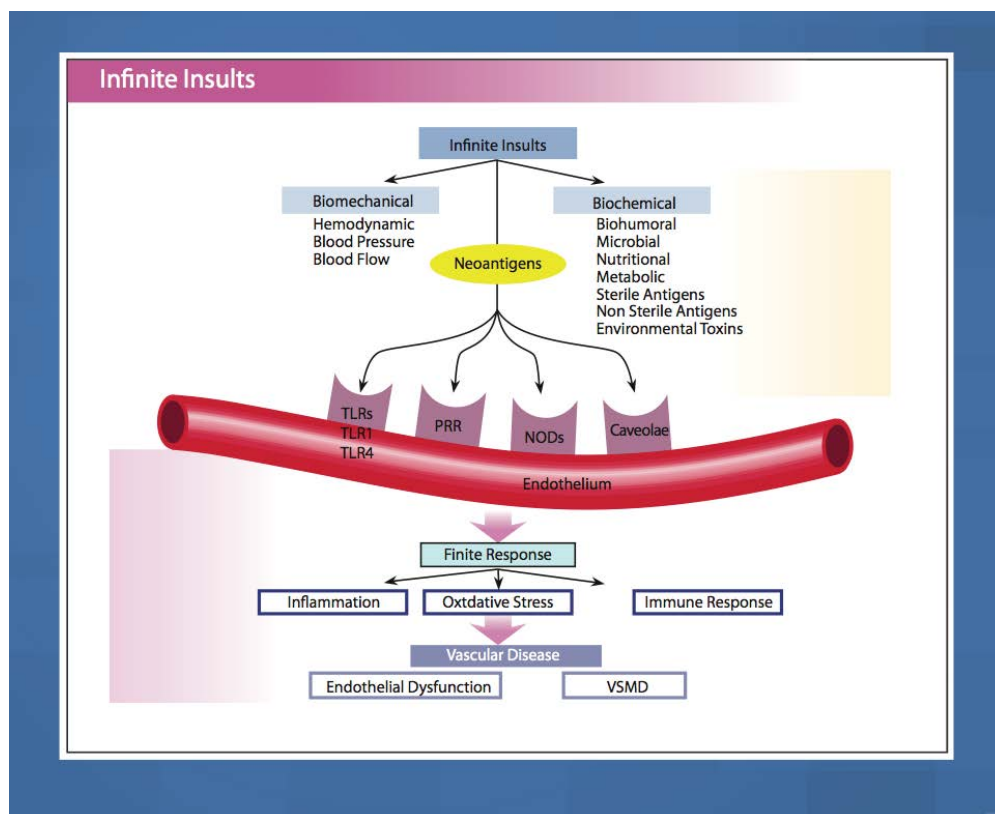 Infinite Insults
Infinite Insults
Biomechanical
Hemodynamic
Blood Pressure
Blood Flow
Neoantigens
Biochemical
Biohumoral
Microbial
Nutritional
Metabolic
Sterile Antigens
Non Sterile Antigens
Environmental Toxins
TLRs
TLR1
TLR4
PRR
NODs
Caveolae
Endothelium
Finite Response
Inflammation
Oxtdative Stress
Immune Response
Vascular Disease
Endothelial Dysfunction
VSMD